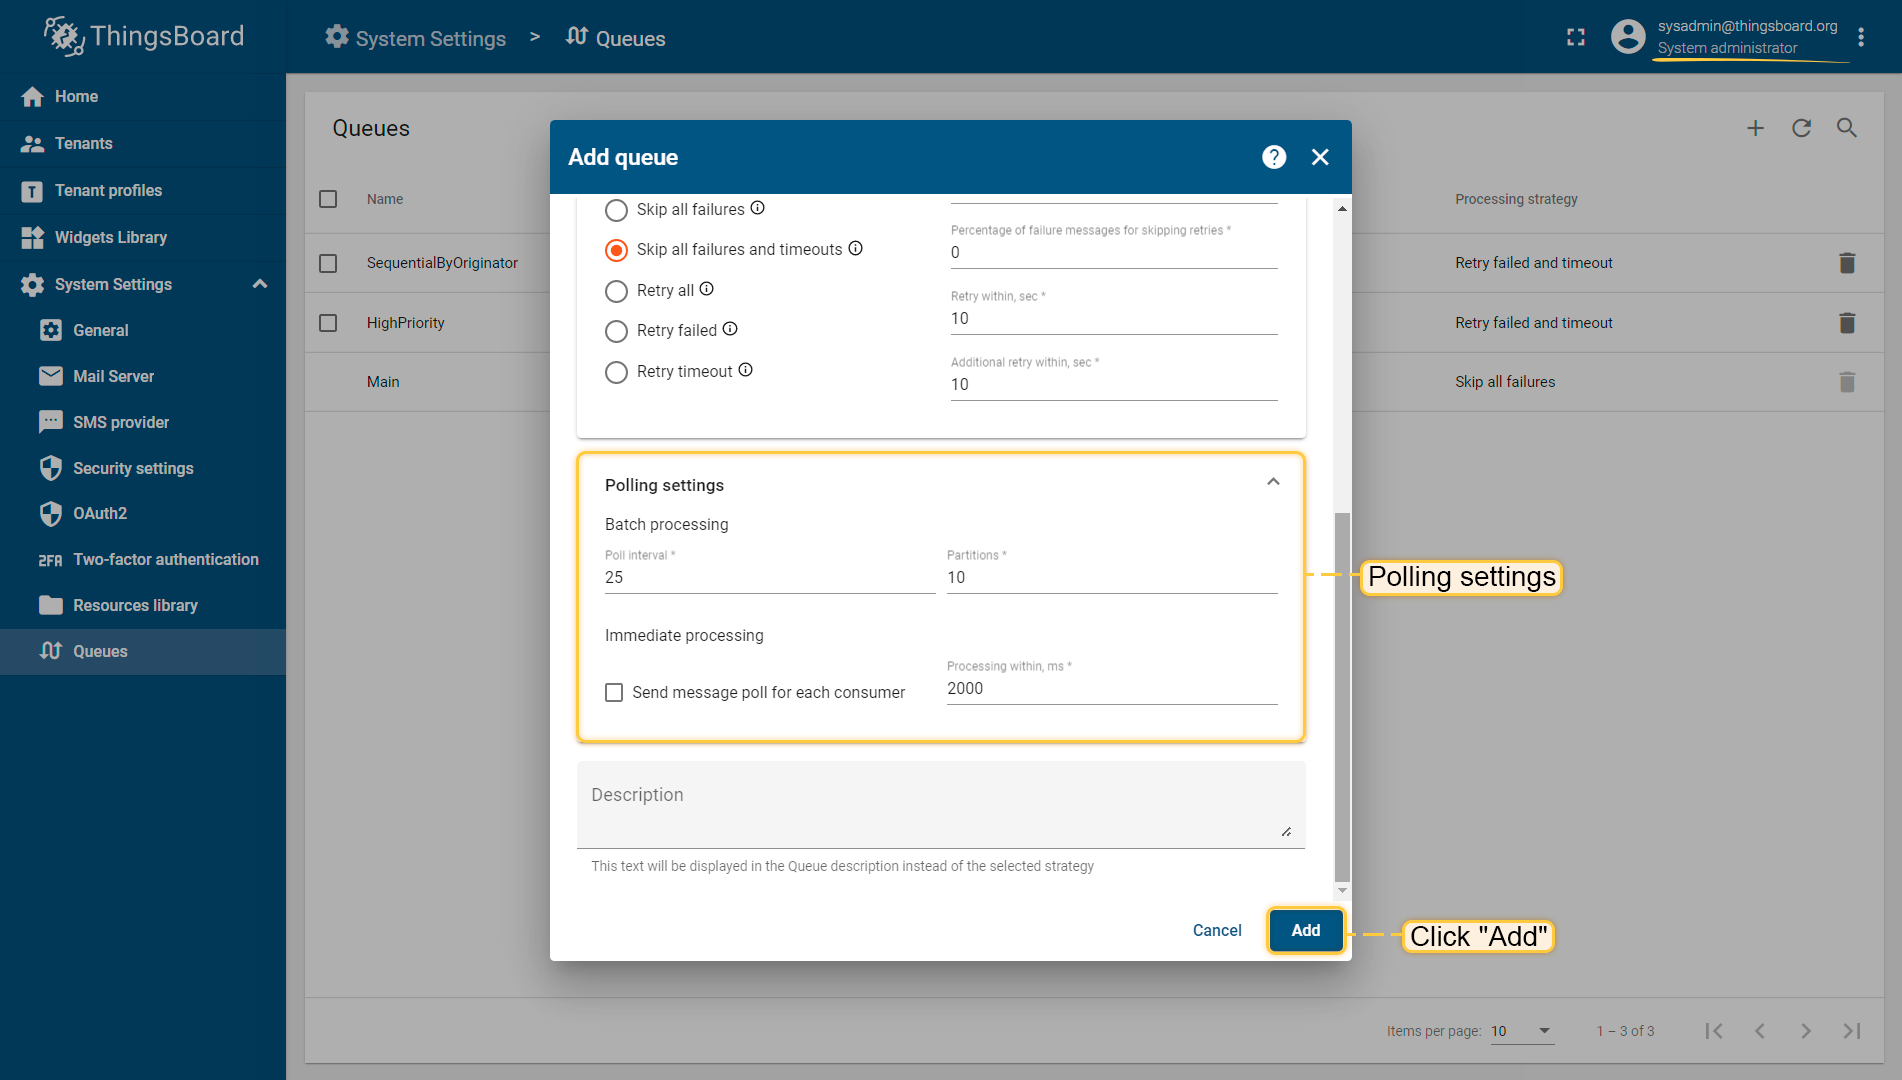 ThingsBoard
System Settings > Queues
sysadmin@thingsboard.org
System administrator
Home
Tenants
T Tenant profiles
Widgets Library
System Settings
General
Mail Server
SMS provider
Security settings
OAuth2
2FA Two-factor authentication
Resources library
Queues
Queues
Name
Processing strategy
SequentialByOriginator
Retry failed and timeout
HighPriority
Retry failed and timeout
Main
Skip all failures
Add queue
?
Skip all failures
Skip all failures and timeouts
Retry all
Retry failed
Retry timeout
Percentage of failure messages for skipping retries *
0
Retry within, sec *
10
Additional retry within, sec *
10
Polling settings
Batch processing
Poll interval *
25
Partitions *
10
Immediate processing
Send message poll for each consumer
Processing within, ms *
2000
Polling settings
Description
This text will be displayed in the Queue description instead of the selected strategy
Cancel
Add
Click "Add"
Items per page: 10
1 – 3 of 3